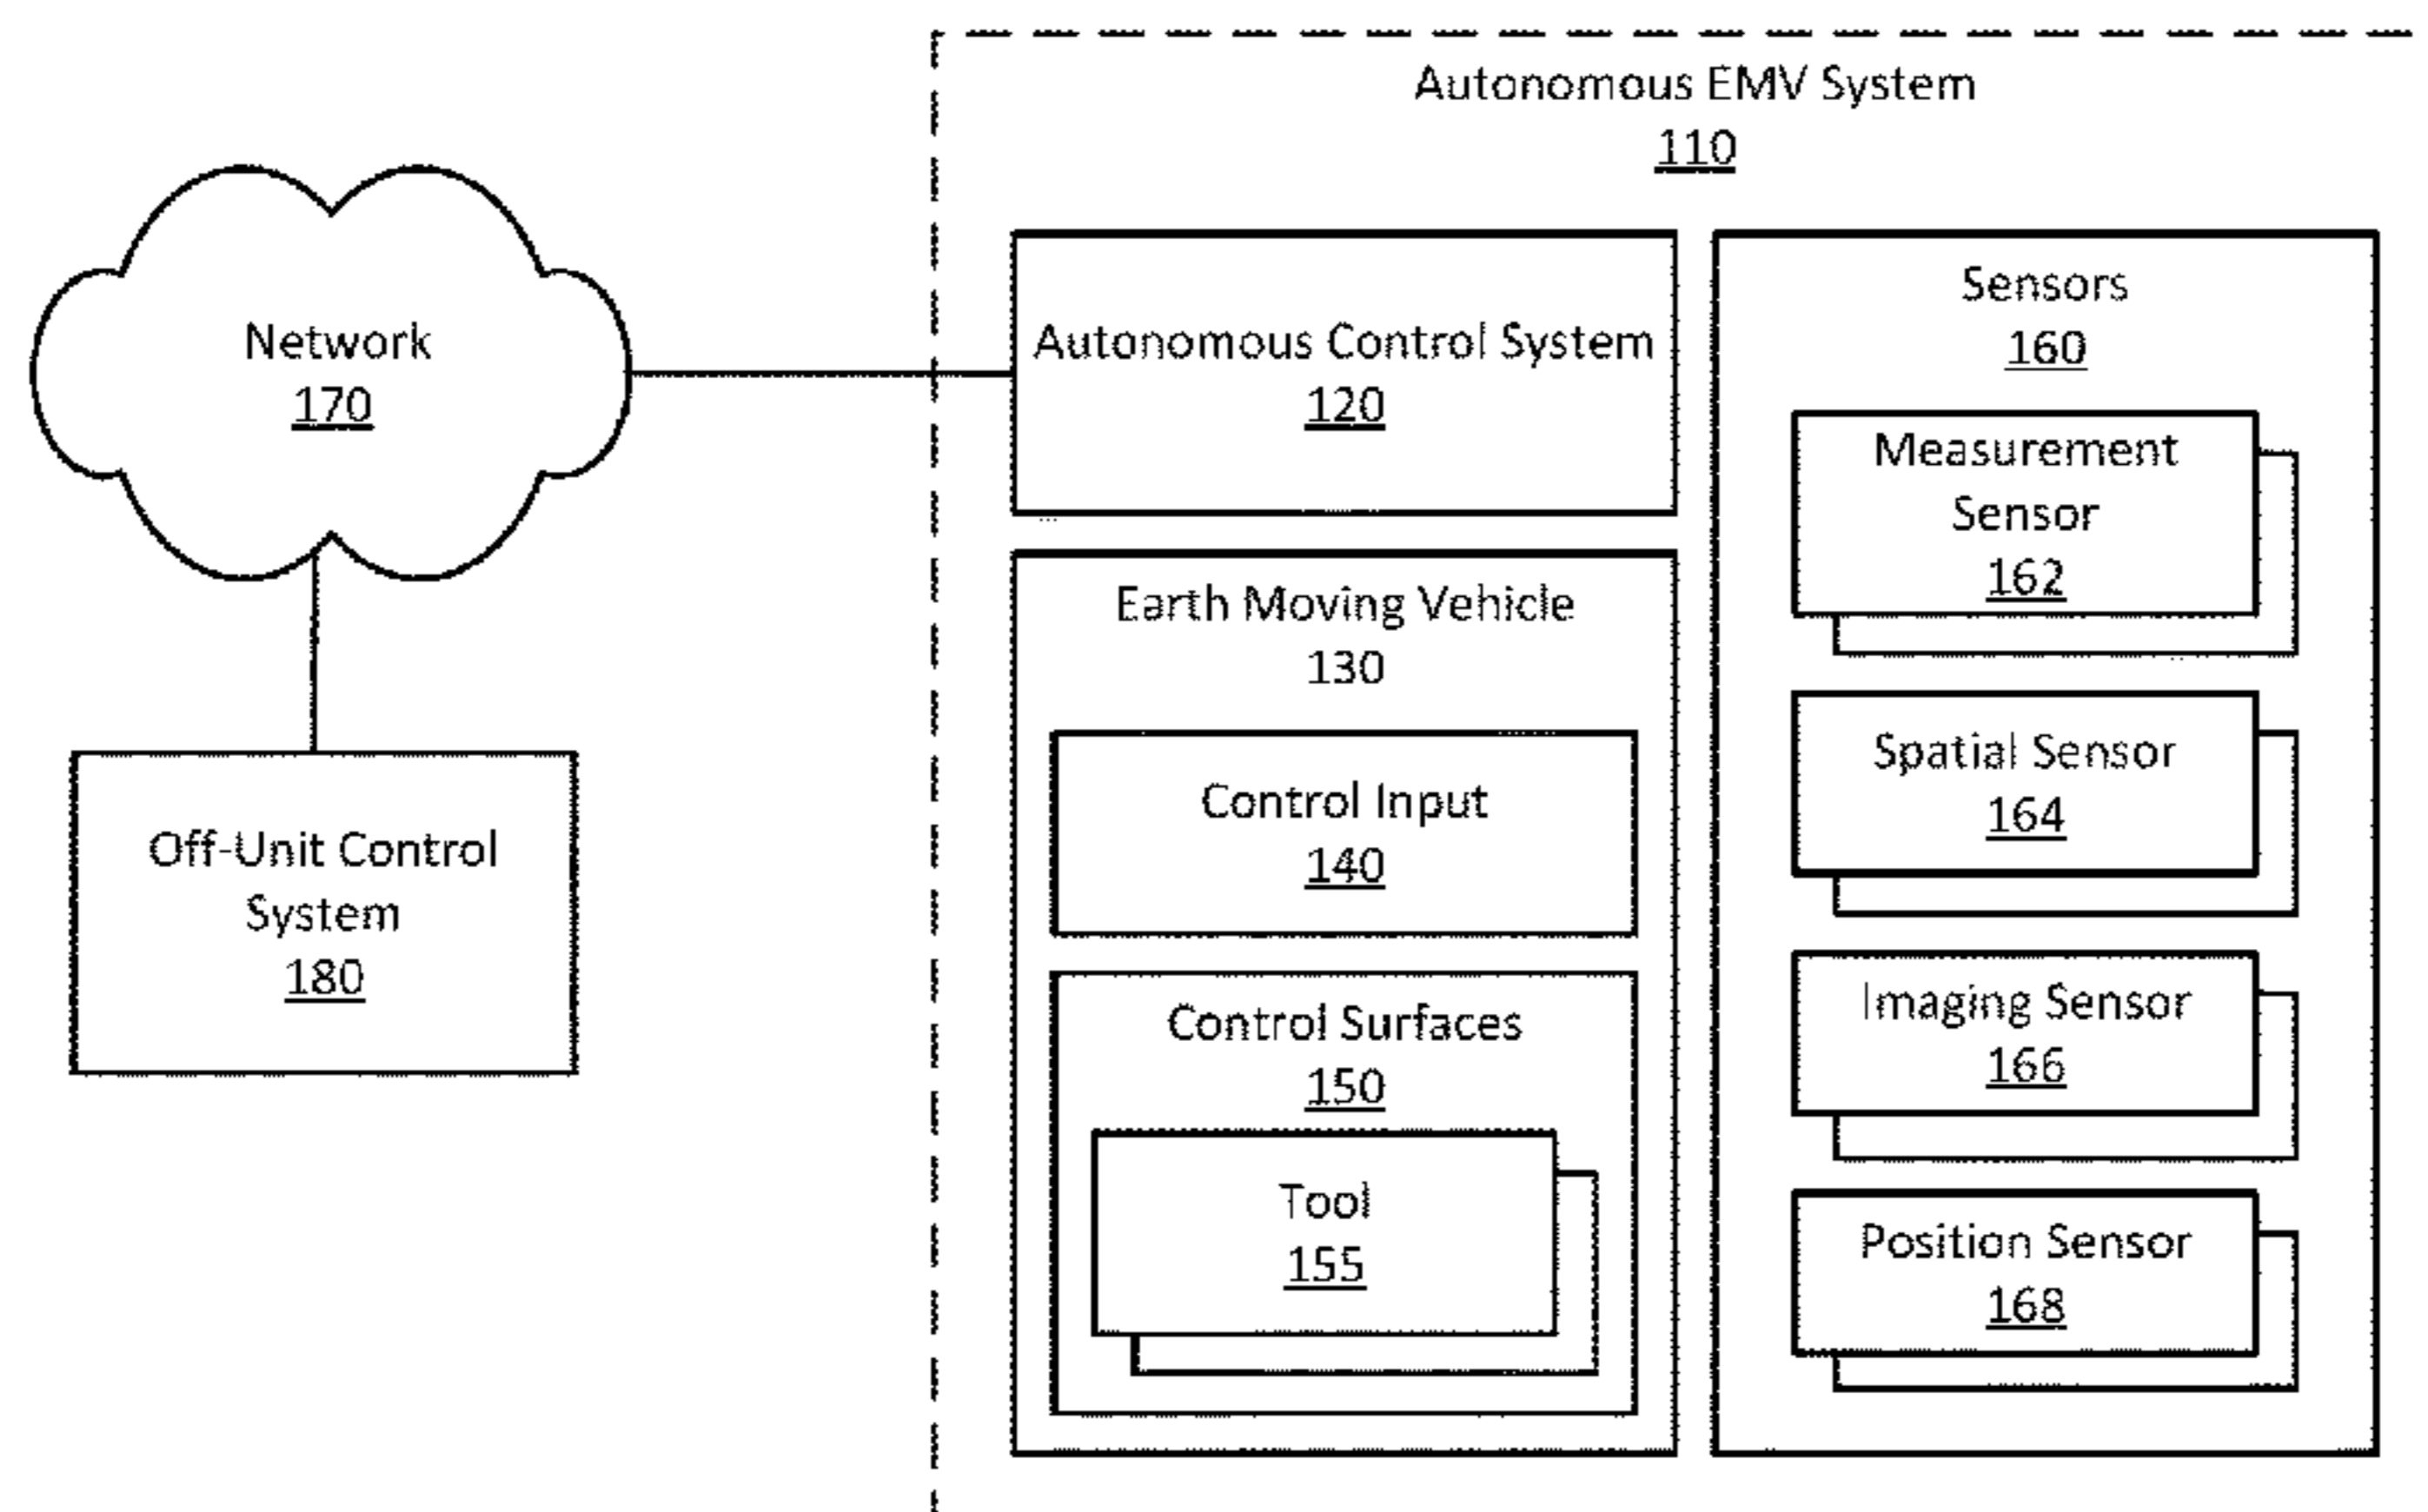 Autonomous EMV System
110
Network
170
Autonomous Control System
120
Sensors
160
Measurement
Sensor
162
Spatial Sensor
164
Imaging Sensor
166
Position Sensor
168
Earth Moving Vehicle
130
Control Input
140
Control Surfaces
150
Tool
155
Off-Unit Control
System
180